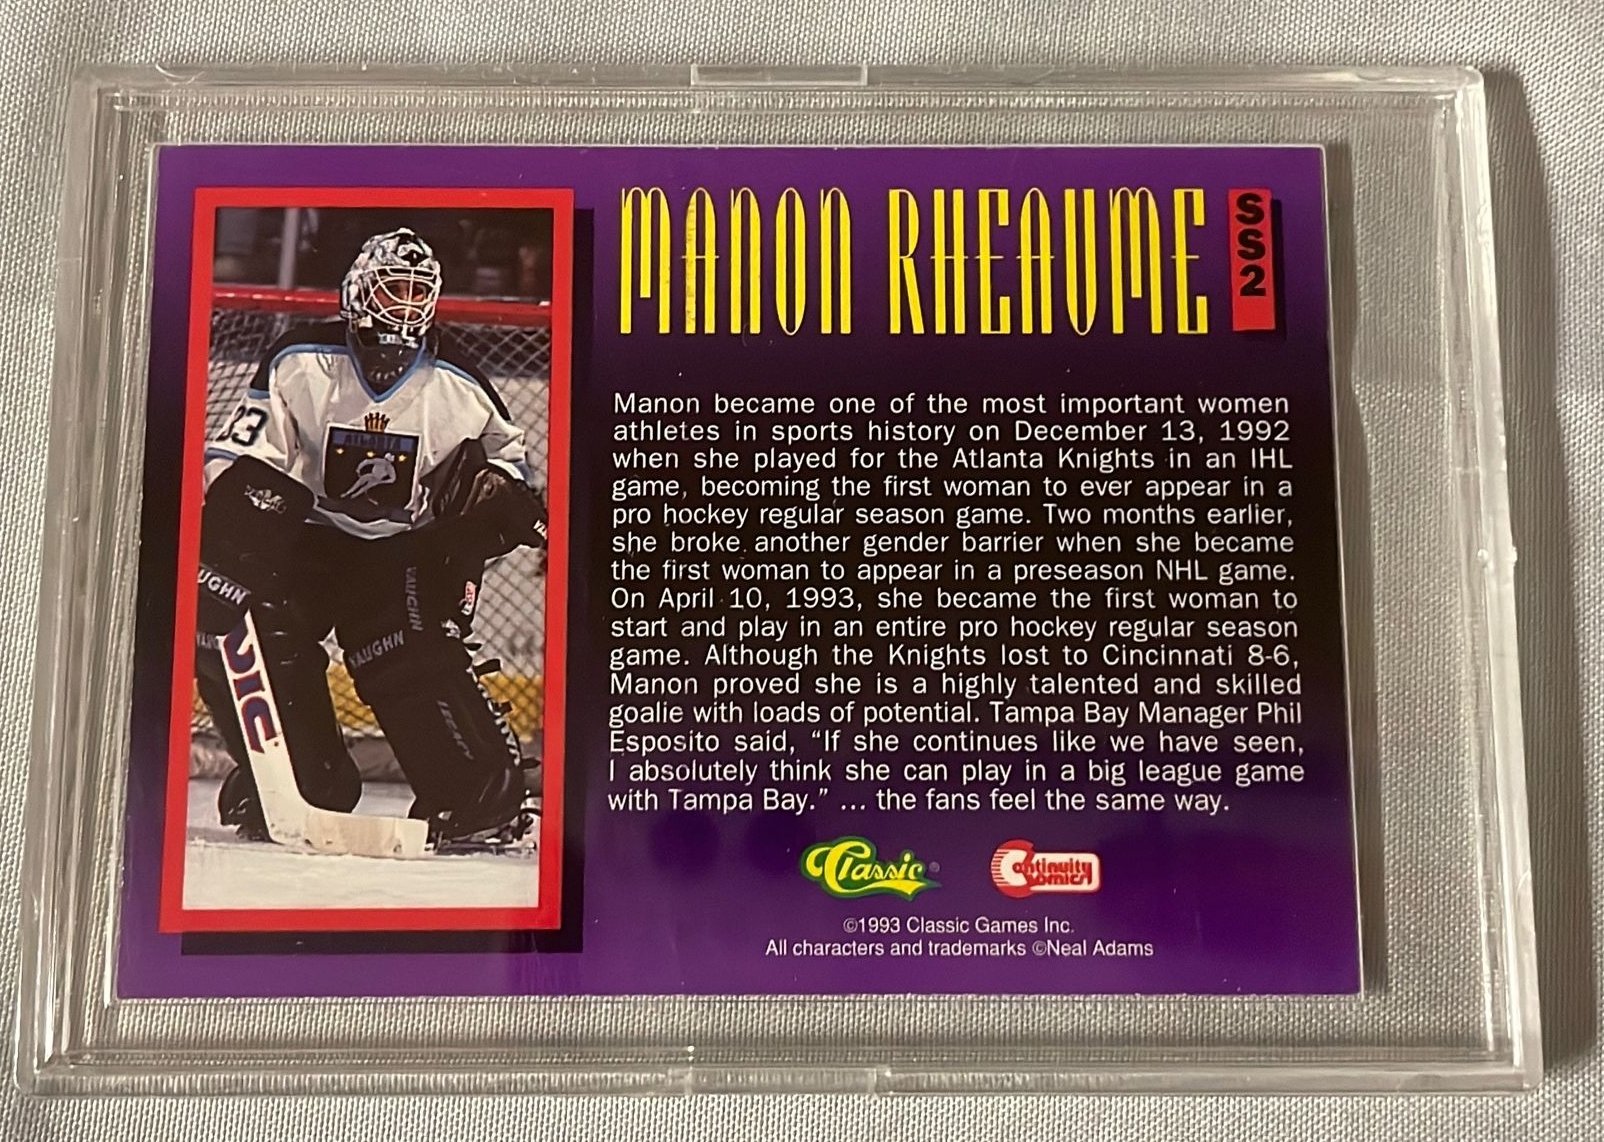 MANON RHEAUME
SS2
Manon became one of the most important women
athletes in sports history on December 13, 1992
when she played for the Atlanta Knights in an IHL
game, becoming the first woman to ever appear in a
pro hockey regular season game. Two months earlier,
she broke another gender barrier when she became
the first woman to appear in a preseason NHL game.
On April 10, 1993, she became the first woman to
start and play in an entire pro hockey regular season
game. Although the Knights lost to Cincinnati 8-6,
Manon proved she is a highly talented and skilled
goalie with loads of potential. Tampa Bay Manager Phil
Esposito said, “If she continues like we have seen,
I absolutely think she can play in a big league game
with Tampa Bay.” ... the fans feel the same way.
Classic®
Continuity
Comics
©1993 Classic Games Inc.
All characters and trademarks ©Neal Adams
33
ATLANTA
UGHN
VAUGHN
VAUGHN
LEGACY
VIC